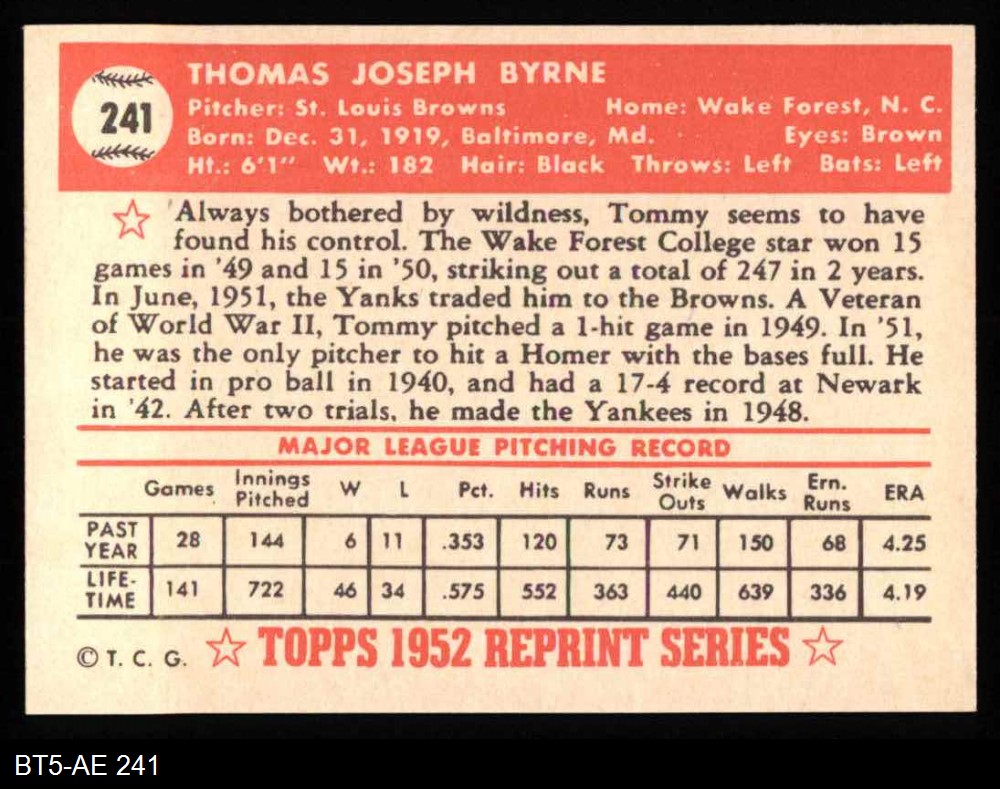 THOMAS JOSEPH BYRNE
241
Pitcher: St. Louis Browns Home: Wake Forest, N. C.
Born: Dec. 31, 1919, Baltimore, Md. Eyes: Brown
Ht.: 6'1" Wt.: 182 Hair: Black Throws: Left Bats: Left
Always bothered by wildness, Tommy seems to have
found his control. The Wake Forest College star won 15
games in '49 and 15 in '50, striking out a total of 247 in 2 years.
In June, 1951, the Yanks traded him to the Browns. A Veteran
of World War II, Tommy pitched a 1-hit game in 1949. In '51,
he was the only pitcher to hit a Homer with the bases full. He
started in pro ball in 1940, and had a 17-4 record at Newark
in '42. After two trials, he made the Yankees in 1948.
MAJOR LEAGUE PITCHING RECORD
Games Innings Pitched W L Pct. Hits Runs Strike Outs Walks Ern. Runs ERA
PAST YEAR 28 144 6 11 .353 120 73 71 150 68 4.25
LIFE-TIME 141 722 46 34 .575 552 363 440 639 336 4.19
© T. C. G. TOPPS 1952 REPRINT SERIES
BT5-AE 241